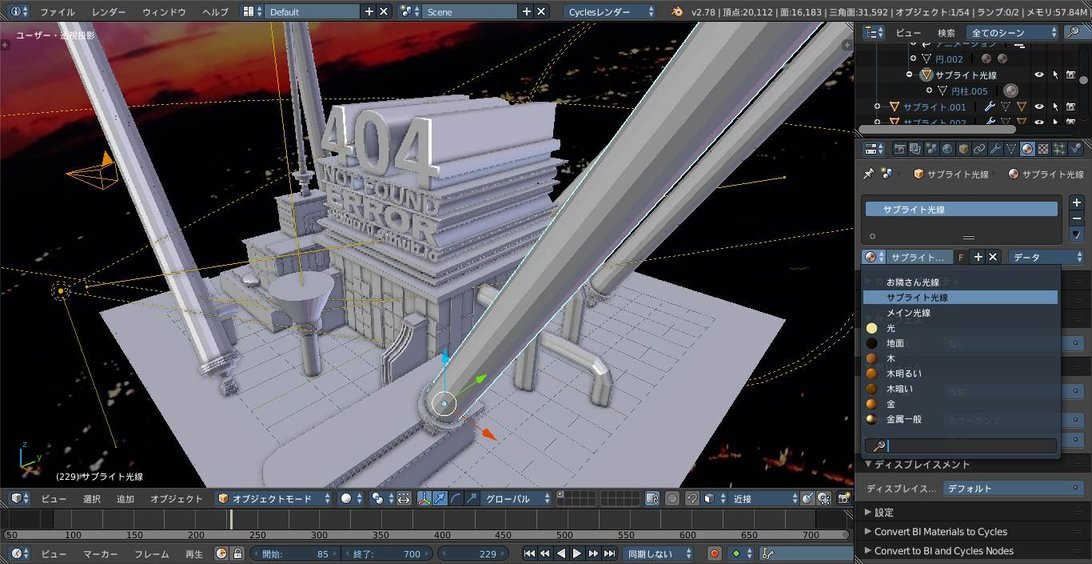 ファイル レンダー ウィンドウ ヘルプ Default Scene Cyclesレンダー v2.78 | 頂点:20,112 | 面:16,183 | 三角面:31,592 | オブジェクト:1/54 | ランプ:0/2 | メモリ:57.84M
ユーザー・透視投影
ビュー 検索 全てのシーン
アニメーション
円.002
サブライト光線
円柱.005
サブライト.001
サブライト.002
サブライト光線 サブライト光線
サブライト光線
サブライト... F データ
お隣さん光線
サブライト光線
メイン光線
光
地面
木
木明るい
木暗い
金
金属一般
ディスプレイスメント
ディスプレイス... デフォルト
設定
Convert BI Materials to Cycles
Convert to BI and Cycles Nodes
404
NOT FOUND
ERROR
z
y
(229) サブライト光線
ビュー 選択 追加 オブジェクト オブジェクトモード グローバル 近接
50 100 150 200 250 300 350 400 450 500 550 600 650 700
ビュー マーカー フレーム 再生 開始: 85 終了: 700 229 同期しない